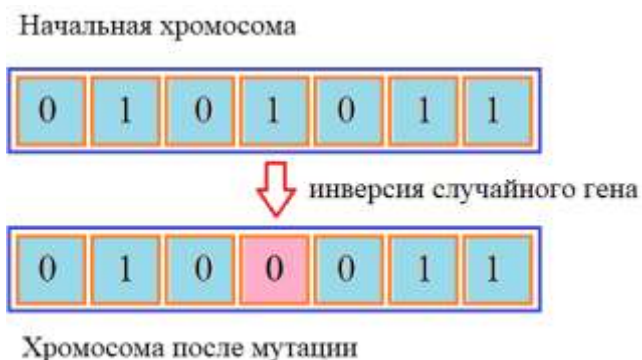 Начальная хромосома
0 1 0 1 0 1 1
инверсия случайного гена
0 1 0 0 0 1 1
Хромосома после мутации